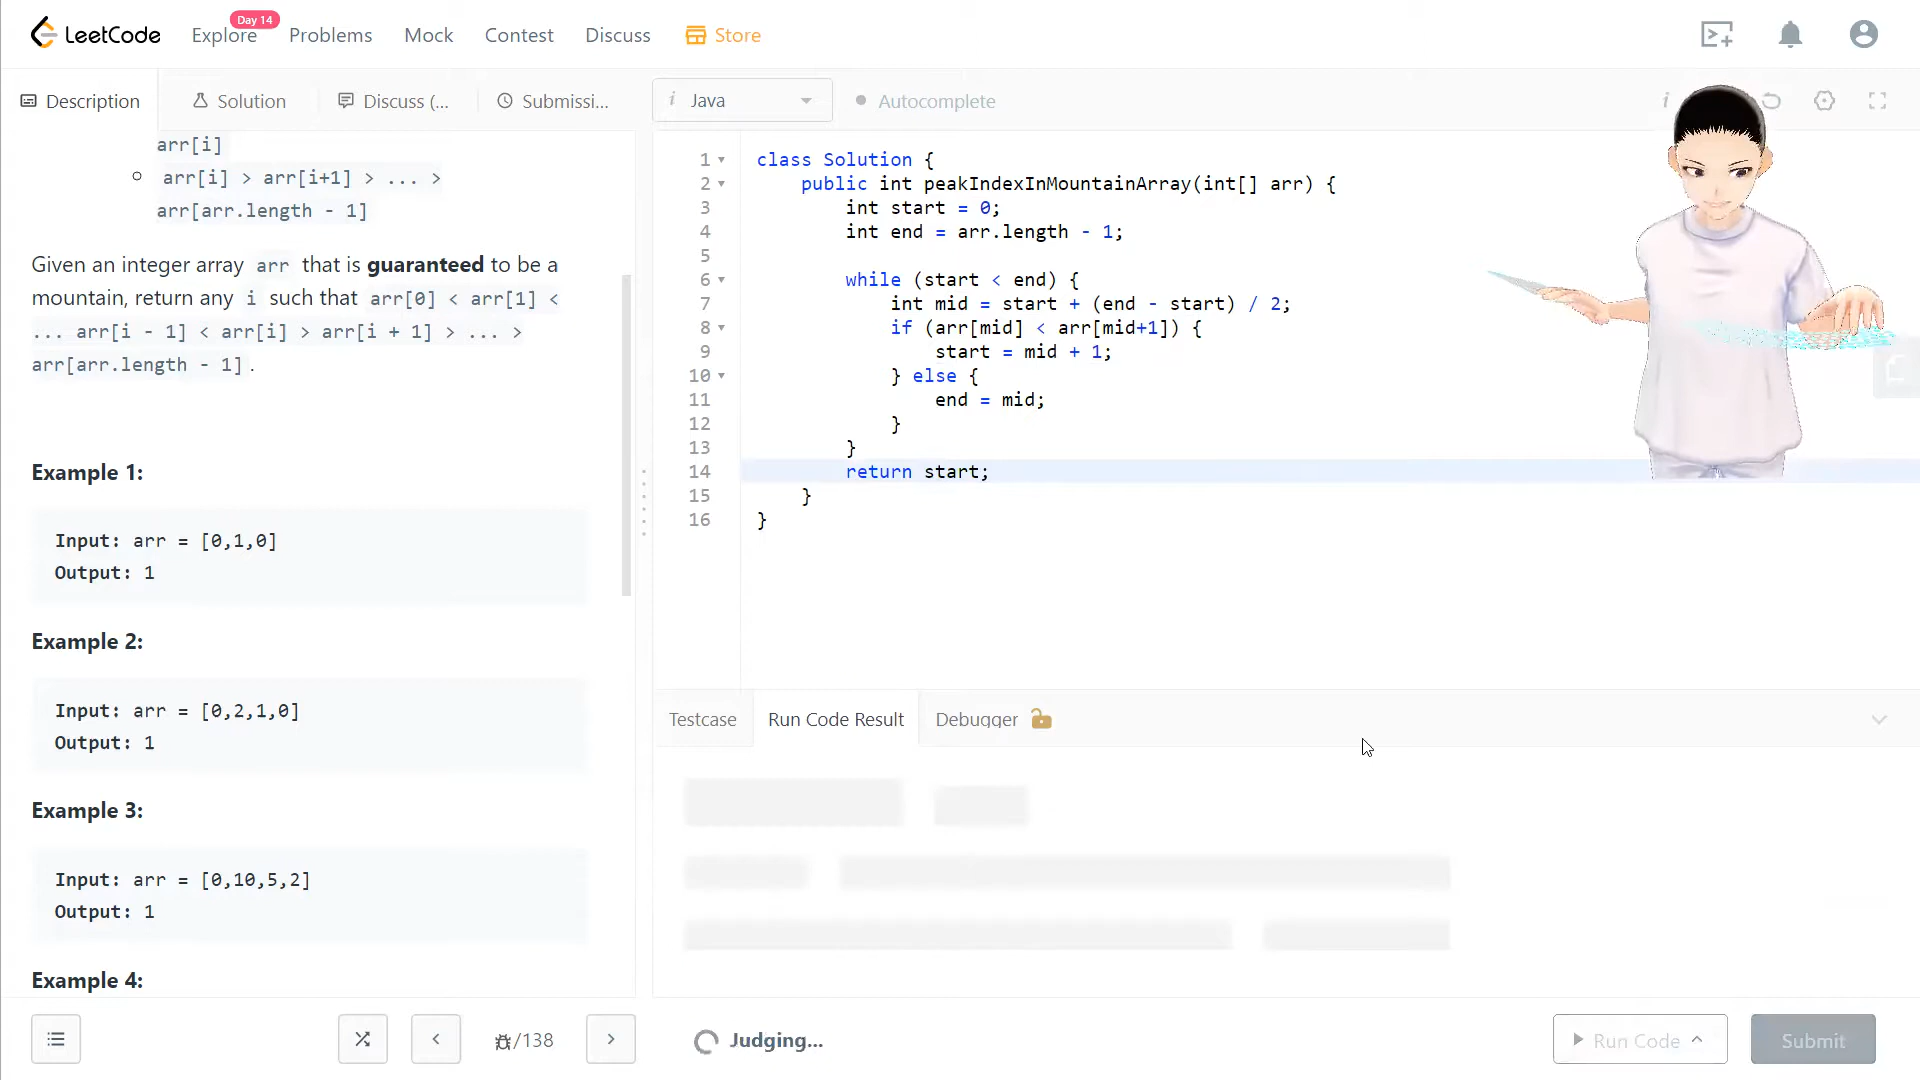 LeetCode
Explore
Day 14
Problems
Mock
Contest
Discuss
Store
Description
Solution
Discuss (...
Submissi...
i Java
Autocomplete
i
arr[i]
arr[i] > arr[i+1] > ... >
arr[arr.length - 1]
Given an integer array arr that is guaranteed to be a
mountain, return any i such that arr[0] < arr[1] <
... arr[i - 1] < arr[i] > arr[i + 1] > ... >
arr[arr.length - 1].
Example 1:
Input: arr = [0,1,0]
Output: 1
Example 2:
Input: arr = [0,2,1,0]
Output: 1
Example 3:
Input: arr = [0,10,5,2]
Output: 1
Example 4:
/138
1 class Solution {
2 public int peakIndexInMountainArray(int[] arr) {
3 int start = 0;
4 int end = arr.length - 1;
5
6 while (start < end) {
7 int mid = start + (end - start) / 2;
8 if (arr[mid] < arr[mid+1]) {
9 start = mid + 1;
10 } else {
11 end = mid;
12 }
13 }
14 return start;
15 }
16 }
Testcase
Run Code Result
Debugger
Judging...
Run Code
Submit